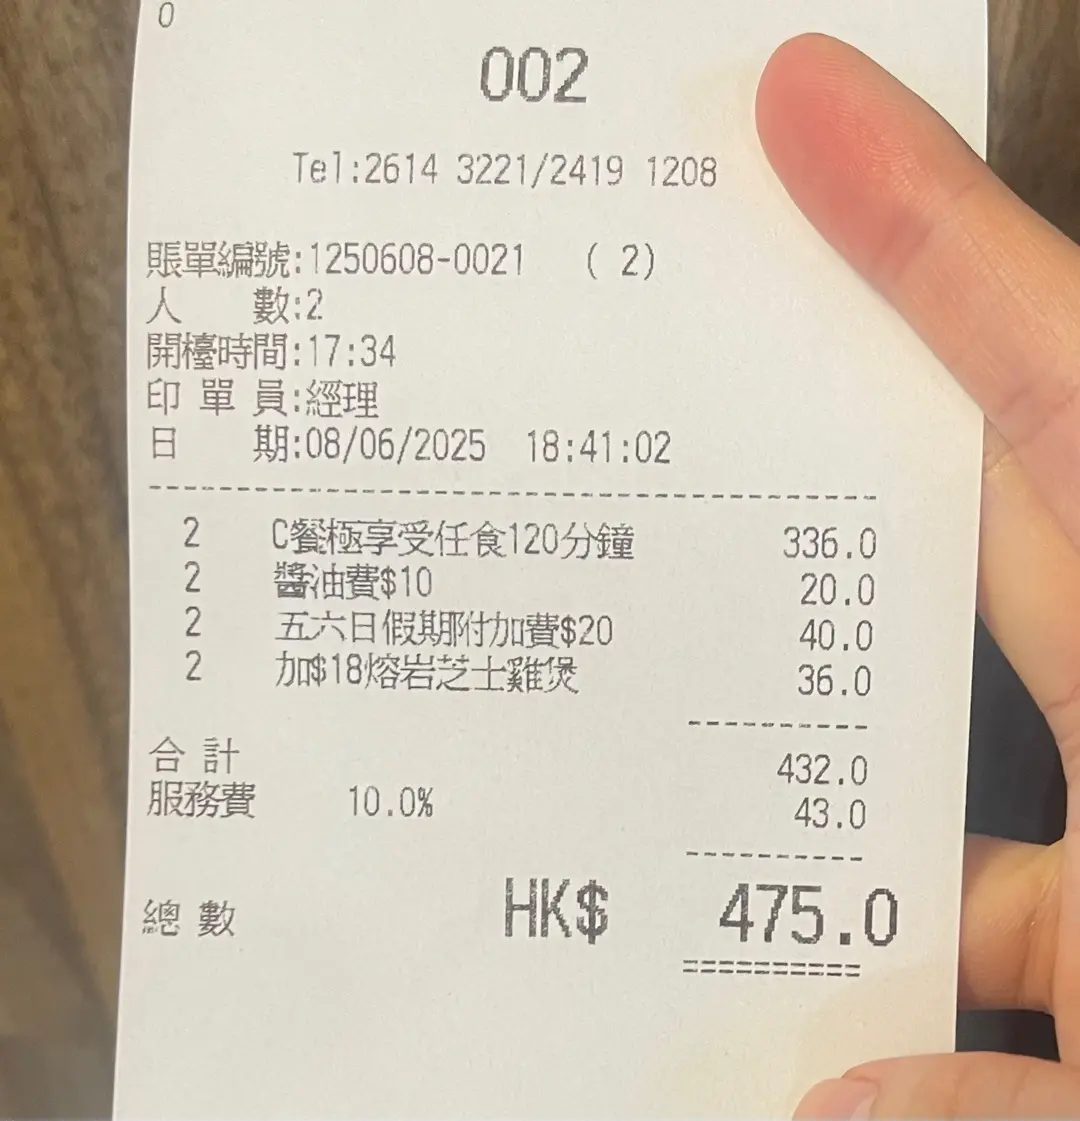 0
002
Tel:2614 3221/2419 1208
賬單編號:1250608-0021 ( 2)
人 數:2
開檯時間:17:34
印 單 員:經理
日 期:08/06/2025 18:41:02
2 C餐極享受任食120分鐘 336.0
2 醬油費$10 20.0
2 五六日假期附加費$20 40.0
2 加$18熔岩芝士雞煲 36.0
合 計 432.0
服務費 10.0% 43.0
總 數 HK$ 475.0